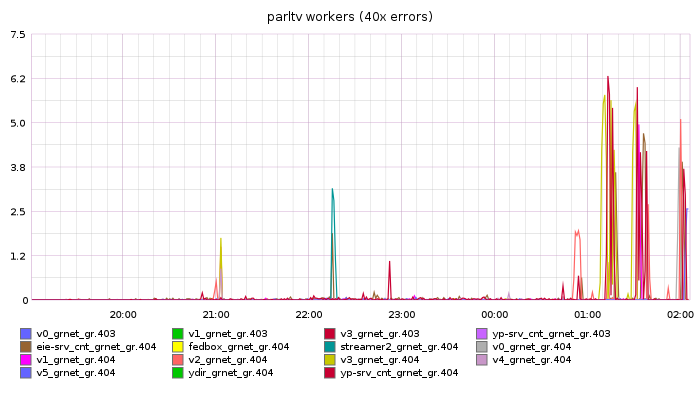 parltv workers (40x errors)
7.5
6.2
5.0
3.8
2.5
1.2
0
20:00 21:00 22:00 23:00 00:00 01:00 02:00
v0_grnet_gr.403 v1_grnet_gr.403 v3_grnet_gr.403 yp-srv_cnt_grnet_gr.403
eie-srv_cnt_grnet_gr.404 fedbox_grnet_gr.404 streamer2_grnet_gr.404 v0_grnet_gr.404
v1_grnet_gr.404 v2_grnet_gr.404 v3_grnet_gr.404 v4_grnet_gr.404
v5_grnet_gr.404 ydir_grnet_gr.404 yp-srv_cnt_grnet_gr.404